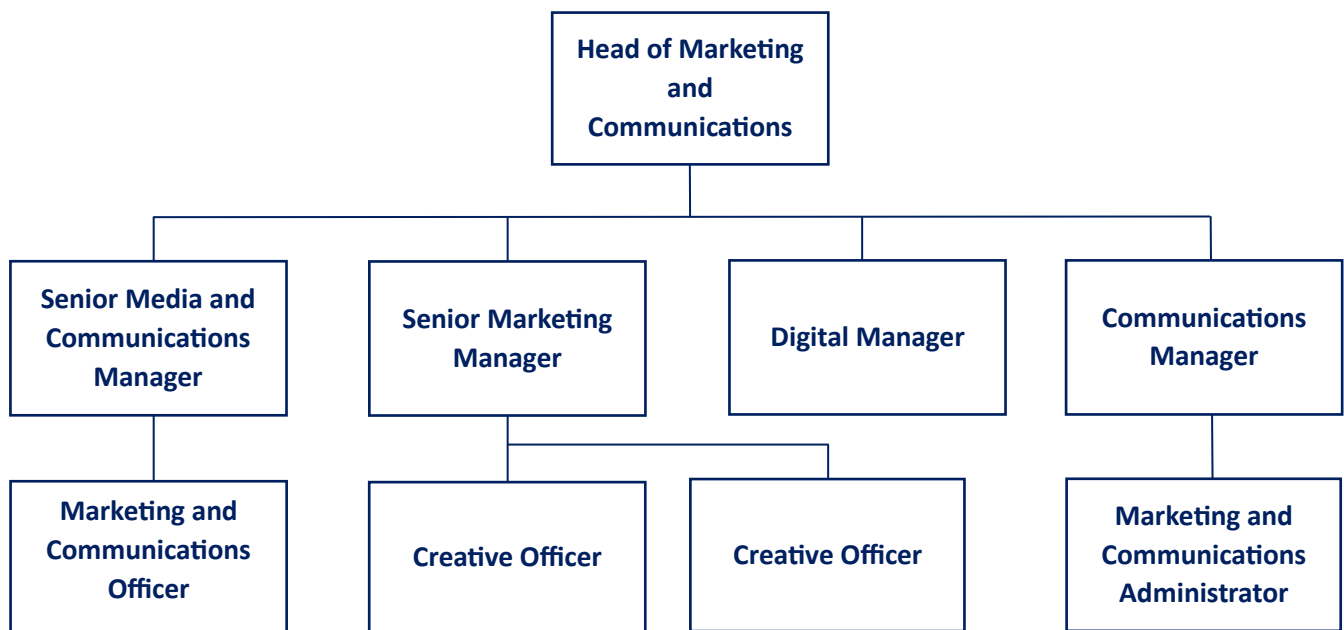 Head of Marketing
and
Communications
Senior Media and
Communications
Manager
Senior Marketing
Manager
Digital Manager
Communications
Manager
Marketing and
Communications
Officer
Creative Officer
Creative Officer
Marketing and
Communications
Administrator